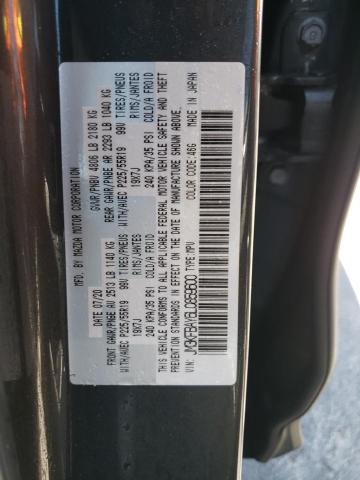 MFD. BY MAZDA MOTOR CORPORATION
DATE 07/20 GVWR/PNBV 4806 LB 2180 KG
FRONT GAWR/PNBE AV 2513 LB 1140 KG REAR GAWR/PNBE AR 2293 LB 1040 KG
WITH/AVEC P225/55R19 99V TIRES/PNEUS WITH/AVEC P225/55R19 99V TIRES/PNEUS
19X7J RIMS/JANTES 19X7J RIMS/JANTES
240 KPA/35 PSI COLD/A FROID 240 KPA/35 PSI COLD/A FROID
THIS VEHICLE CONFORMS TO ALL APPLICABLE FEDERAL MOTOR VEHICLE SAFETY AND THEFT
PREVENTION STANDARDS IN EFFECT ON THE DATE OF MANUFACTURE SHOWN ABOVE.
VIN: TYPE:MPV COLOR CODE:46G MADE IN JAPAN